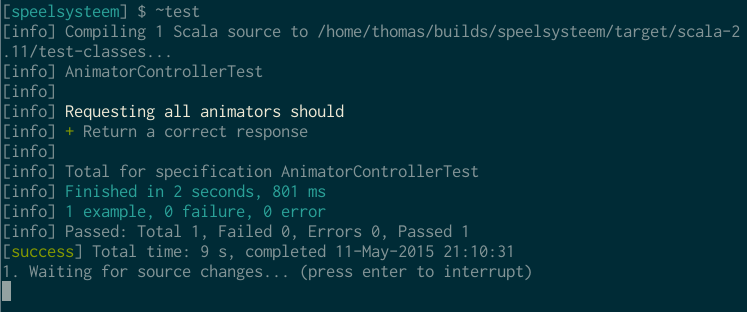 [speelsysteem] $ ~test
[info] Compiling 1 Scala source to /home/thomas/builds/speelsysteem/target/scala-2
.11/test-classes...
[info] AnimatorControllerTest
[info]
[info] Requesting all animators should
[info] + Return a correct response
[info]
[info] Total for specification AnimatorControllerTest
[info] Finished in 2 seconds, 801 ms
[info] 1 example, 0 failure, 0 error
[info] Passed: Total 1, Failed 0, Errors 0, Passed 1
[success] Total time: 9 s, completed 11-May-2015 21:10:31
1. Waiting for source changes... (press enter to interrupt)